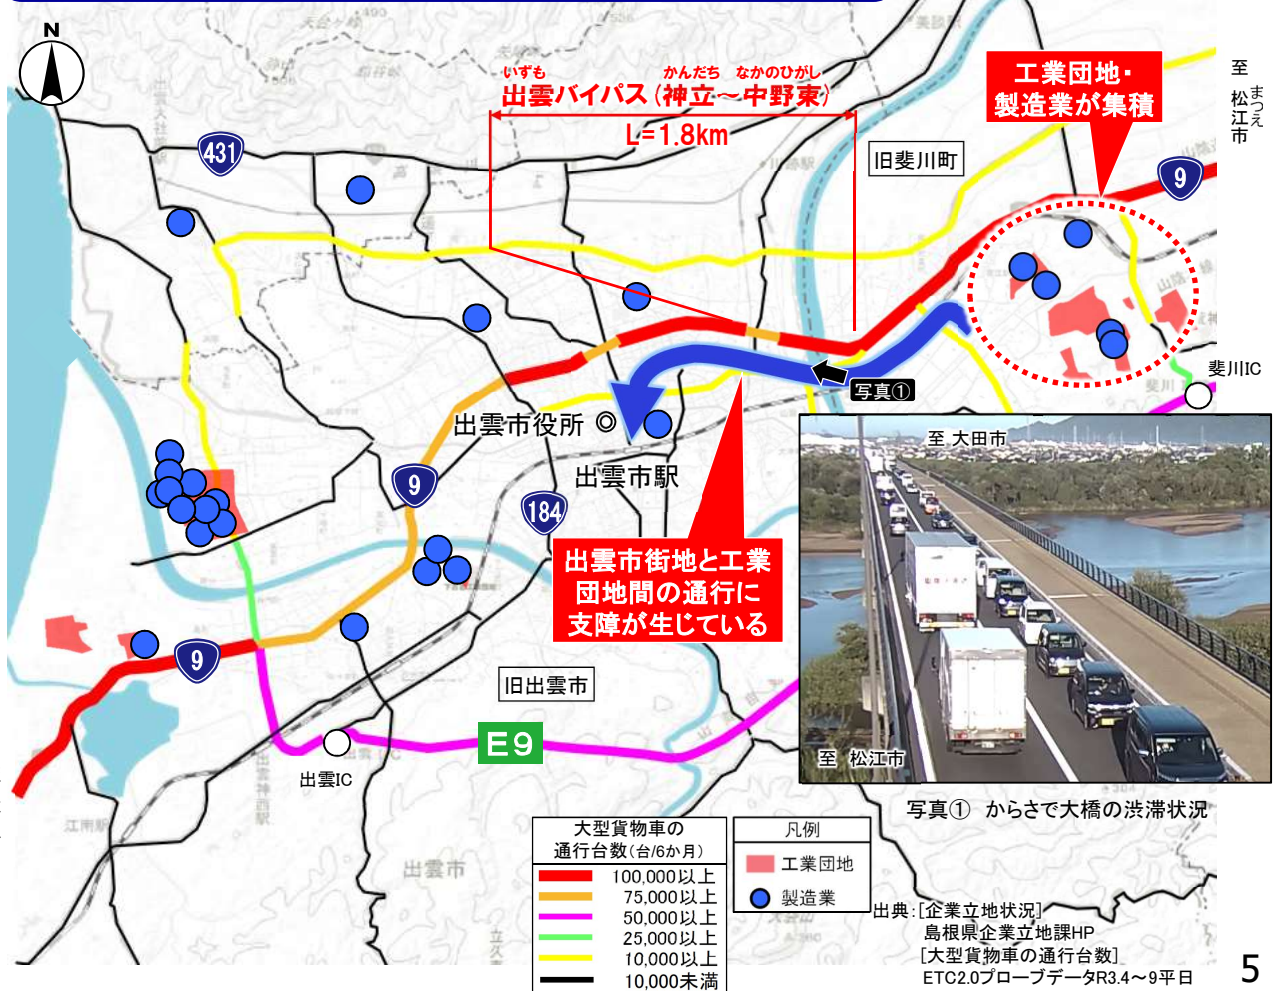 N
いずも かんだち なかのひがし
出雲バイパス(神立～中野東)
L=1.8km
工業団地・
製造業が集積
至 松江市
まつえ
431
旧斐川町
9
斐川IC
写真①
出雲市役所
出雲市駅
9
184
出雲市街地と工業
団地間の通行に
支障が生じている
至 大田市
至 松江市
写真① からさで大橋の渋滞状況
9
旧出雲市
E9
出雲IC
出雲神西駅
江南駅
出雲市
大型貨物車の
通行台数(台/6か月)
100,000以上
75,000以上
50,000以上
25,000以上
10,000以上
10,000未満
凡例
工業団地
製造業
出典:[企業立地状況]
島根県企業立地課HP
[大型貨物車の通行台数]
ETC2.0プローブデータR3.4～9平日
5